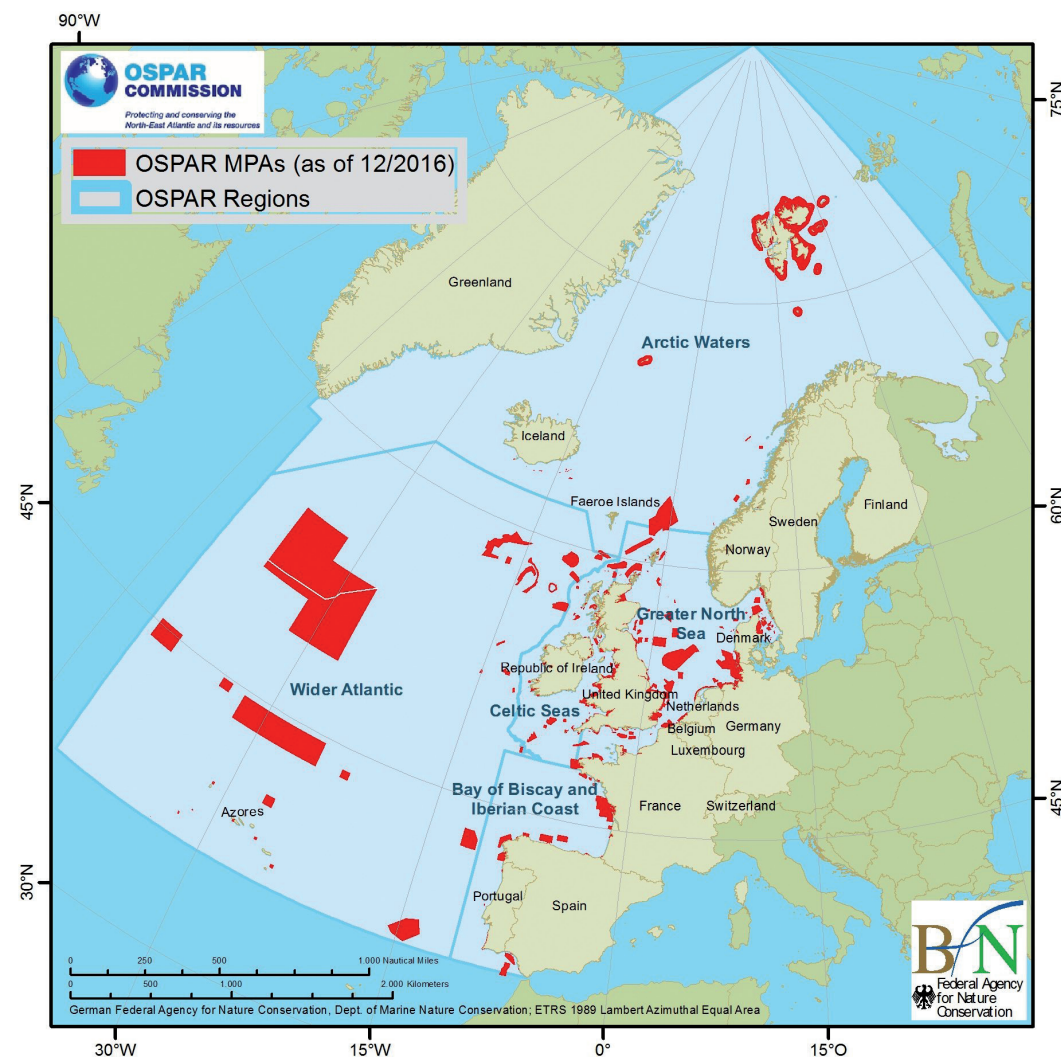 90°W
OSPAR
COMMISSION
Protecting and conserving the
North-East Atlantic and its resources
OSPAR MPAs (as of 12/2016)
OSPAR Regions
75°N
Greenland
Arctic Waters
Iceland
45°N
60°N
Faeroe Islands
Finland
Sweden
Norway
Greater North
Sea
Denmark
Republic of Ireland
Wider Atlantic
United Kingdom
Celtic Seas
Netherlands
Belgium
Germany
Luxembourg
Bay of Biscay and
Iberian Coast
45°N
Azores
France
Switzerland
30°N
Portugal
Spain
0 250 500 1.000 Nautical Miles
0 500 1.000 2.000 Kilometers
BfN
Federal Agency
for Nature
Conservation
German Federal Agency for Nature Conservation, Dept. of Marine Nature Conservation; ETRS 1989 Lambert Azimuthal Equal Area
30°W
15°W
0°
15°O